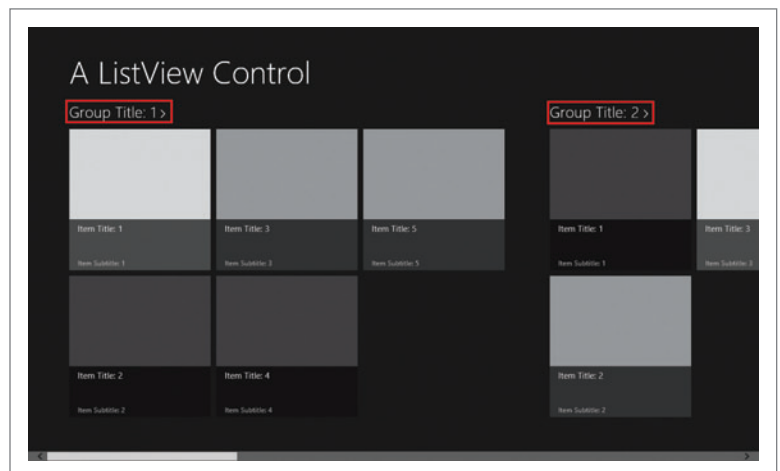 A ListView Control
Group Title: 1 >
Item Title: 1
Item Subtitle: 1
Item Title: 3
Item Subtitle: 3
Item Title: 5
Item Subtitle: 5
Item Title: 2
Item Subtitle: 2
Item Title: 4
Item Subtitle: 4
Group Title: 2 >
Item Title: 1
Item Subtitle: 1
Item Title: 3
Item Subtitle: 3
Item Title: 2
Item Subtitle: 2